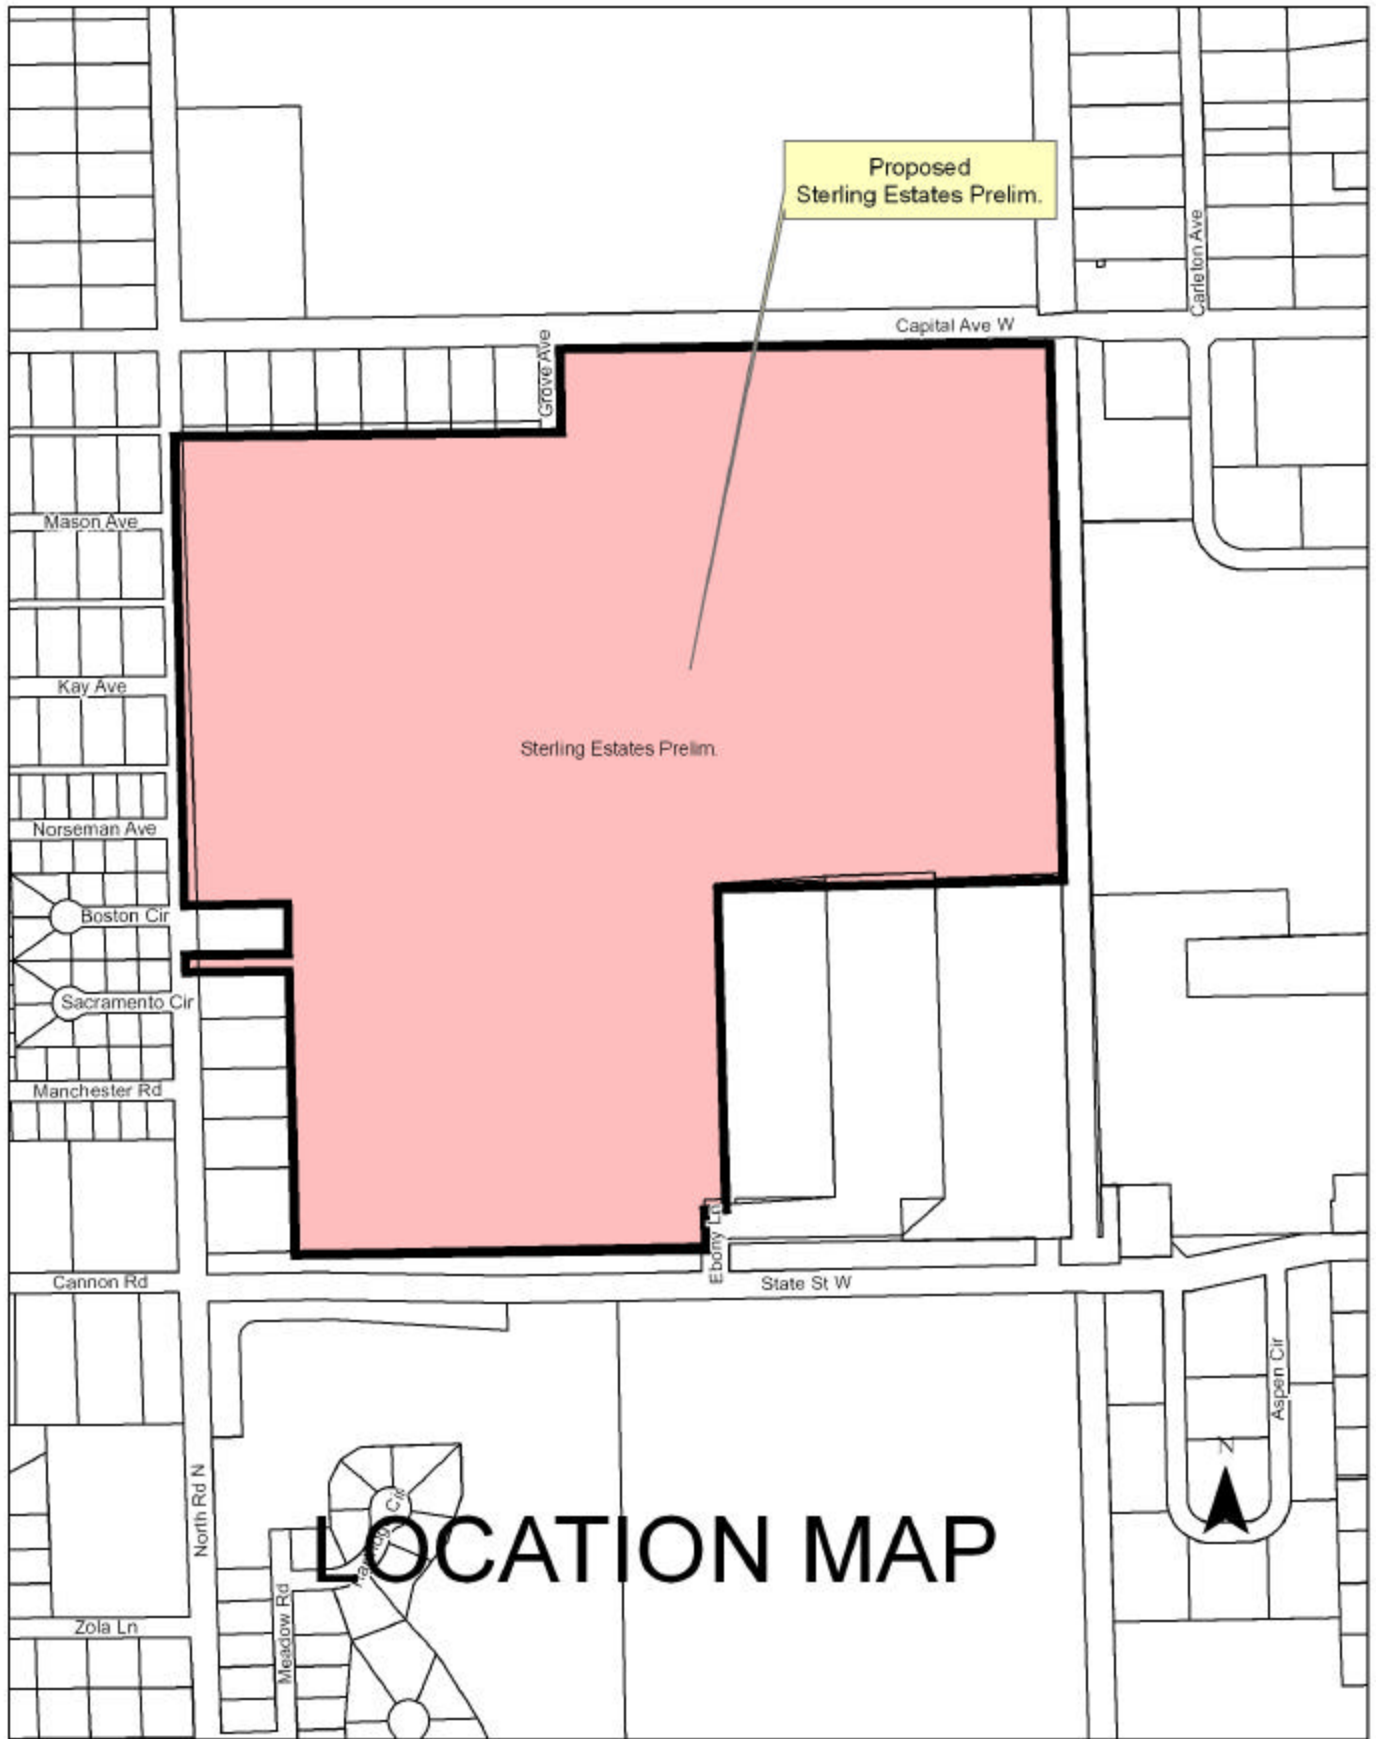 Proposed
Sterling Estates Prelim.
Carleton Ave
Capital Ave W
Grove Ave
Mason Ave
Kay Ave
Sterling Estates Prelim.
Norseman Ave
Boston Cir
Sacramento Cir
Manchester Rd
Ebony Ln
Cannon Rd
State St W
Aspen Cir
N
North Rd N
Cir
LOCATION MAP
Meadow Rd
Zola Ln